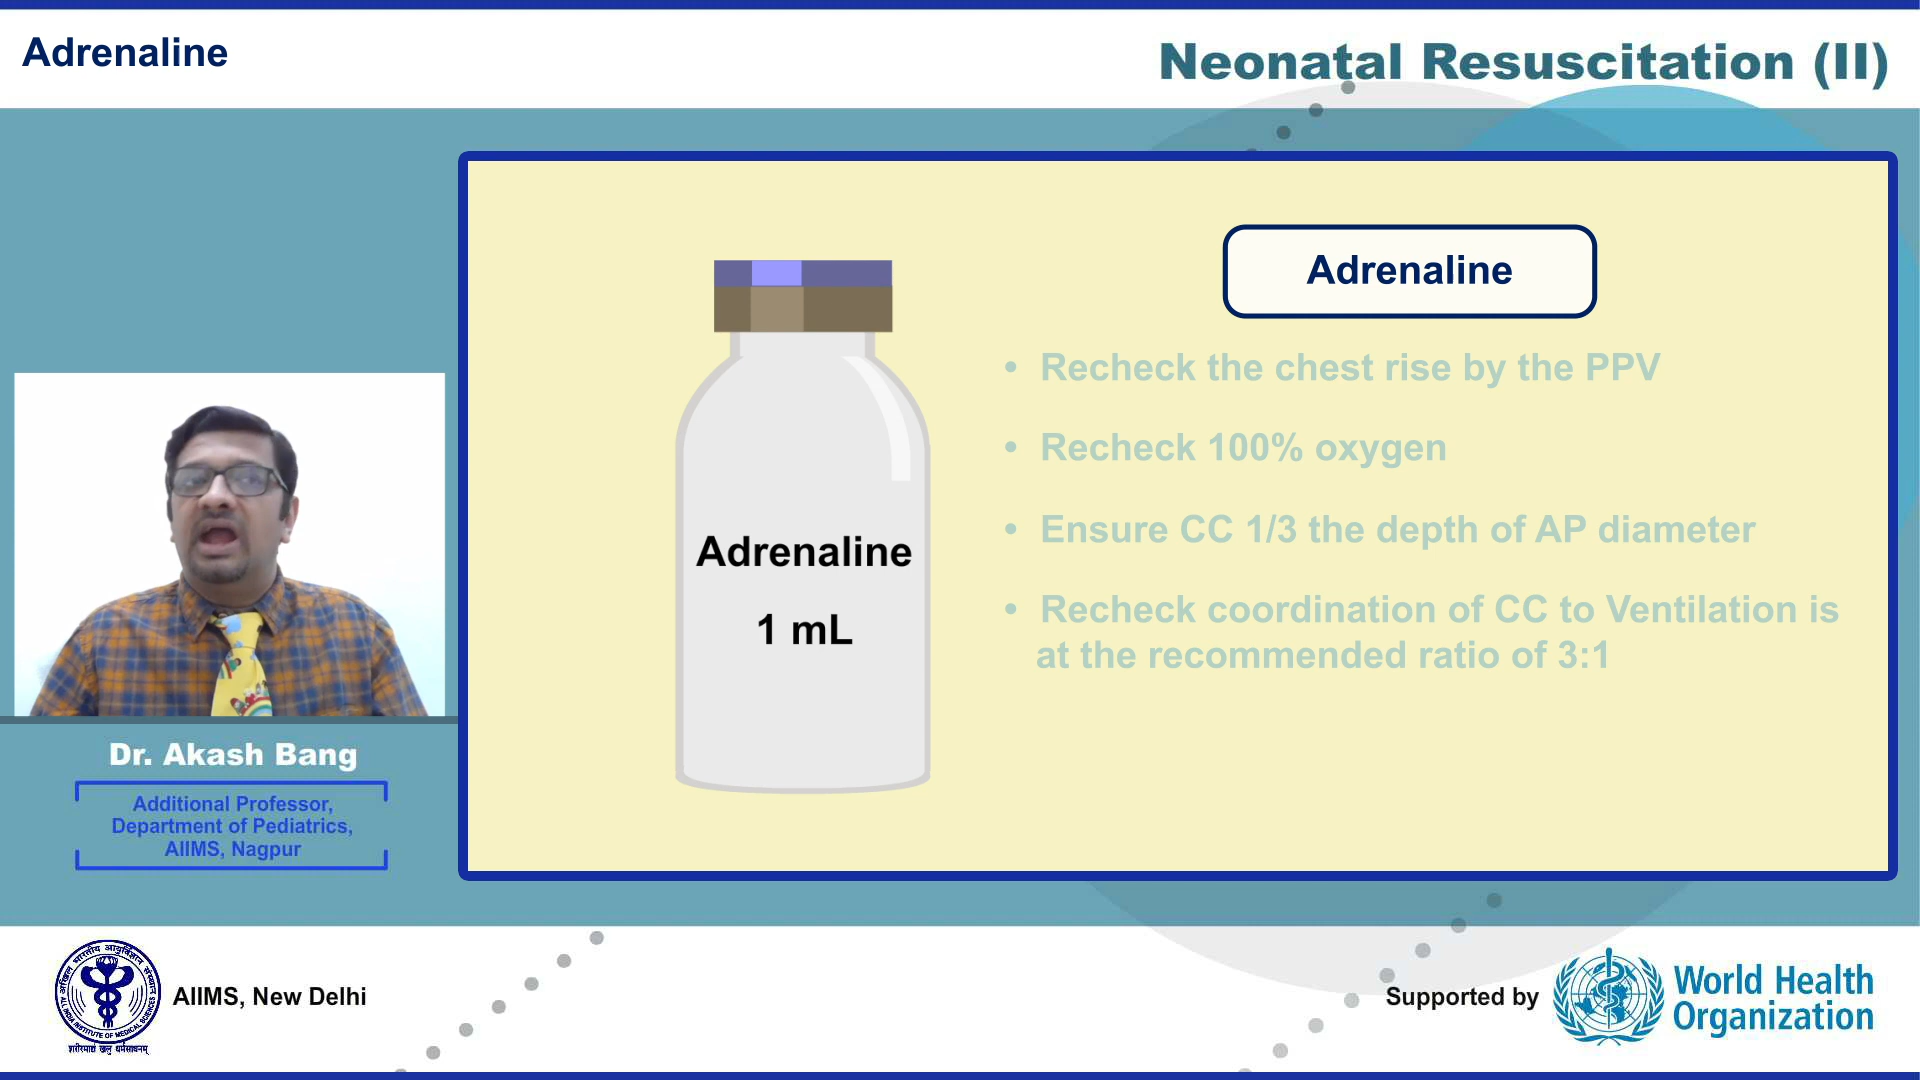 Adrenaline
Neonatal Resuscitation (II)
Adrenaline
• Recheck the chest rise by the PPV
• Recheck 100% oxygen
• Ensure CC 1/3 the depth of AP diameter
• Recheck coordination of CC to Ventilation is
at the recommended ratio of 3:1
Adrenaline
1 mL
Dr. Akash Bang
Additional Professor,
Department of Pediatrics,
AIIMS, Nagpur
AIIMS, New Delhi
Supported by
World Health
Organization